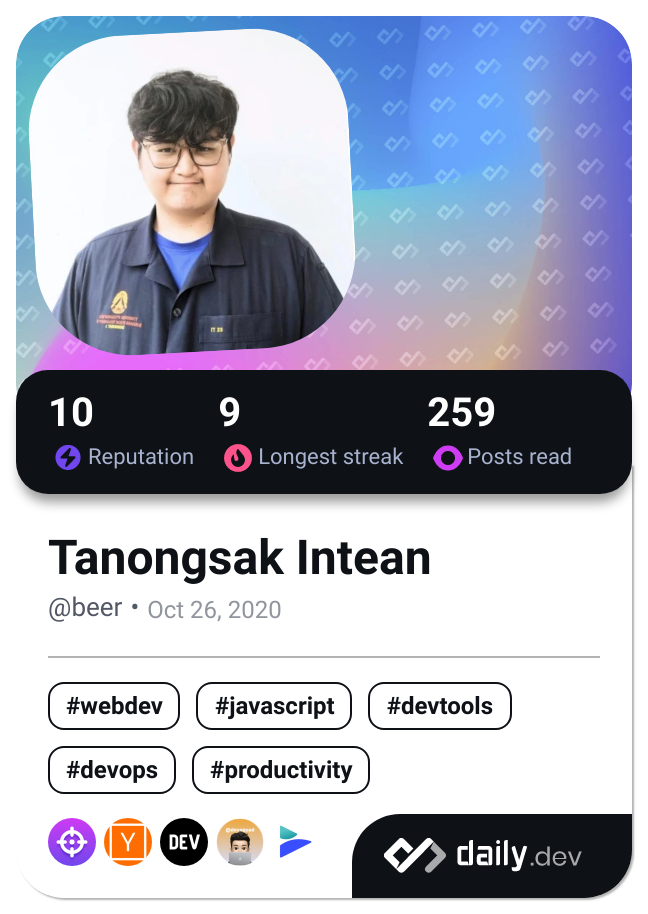 10 9 259
Reputation Longest streak Posts read
Tanongsak Intean
@beer • Oct 26, 2020
#webdev #javascript #devtools
#devops #productivity
Y DEV
daily.dev